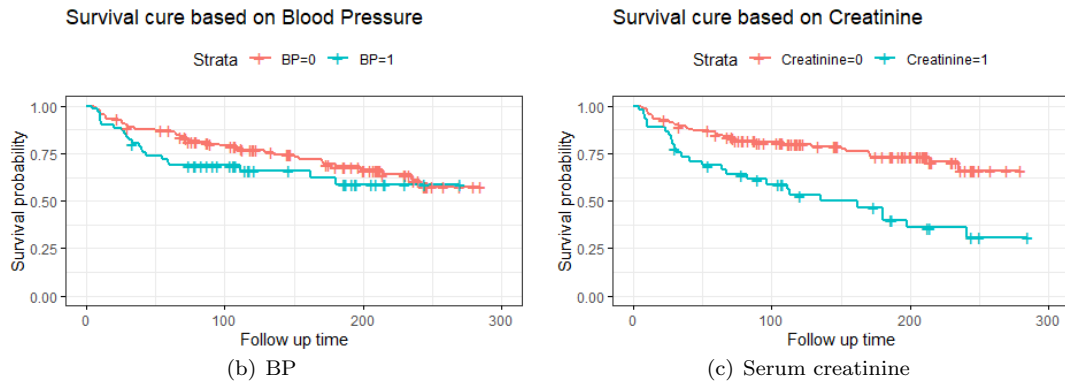 Survival cure based on Blood Pressure
Strata BP=0 BP=1
Survival probability
1.00
0.75
0.50
0.25
0.00
0 100 200 300
Follow up time
(b) BP
Survival cure based on Creatinine
Strata Creatinine=0 Creatinine=1
Survival probability
1.00
0.75
0.50
0.25
0.00
0 100 200 300
Follow up time
(c) Serum creatinine